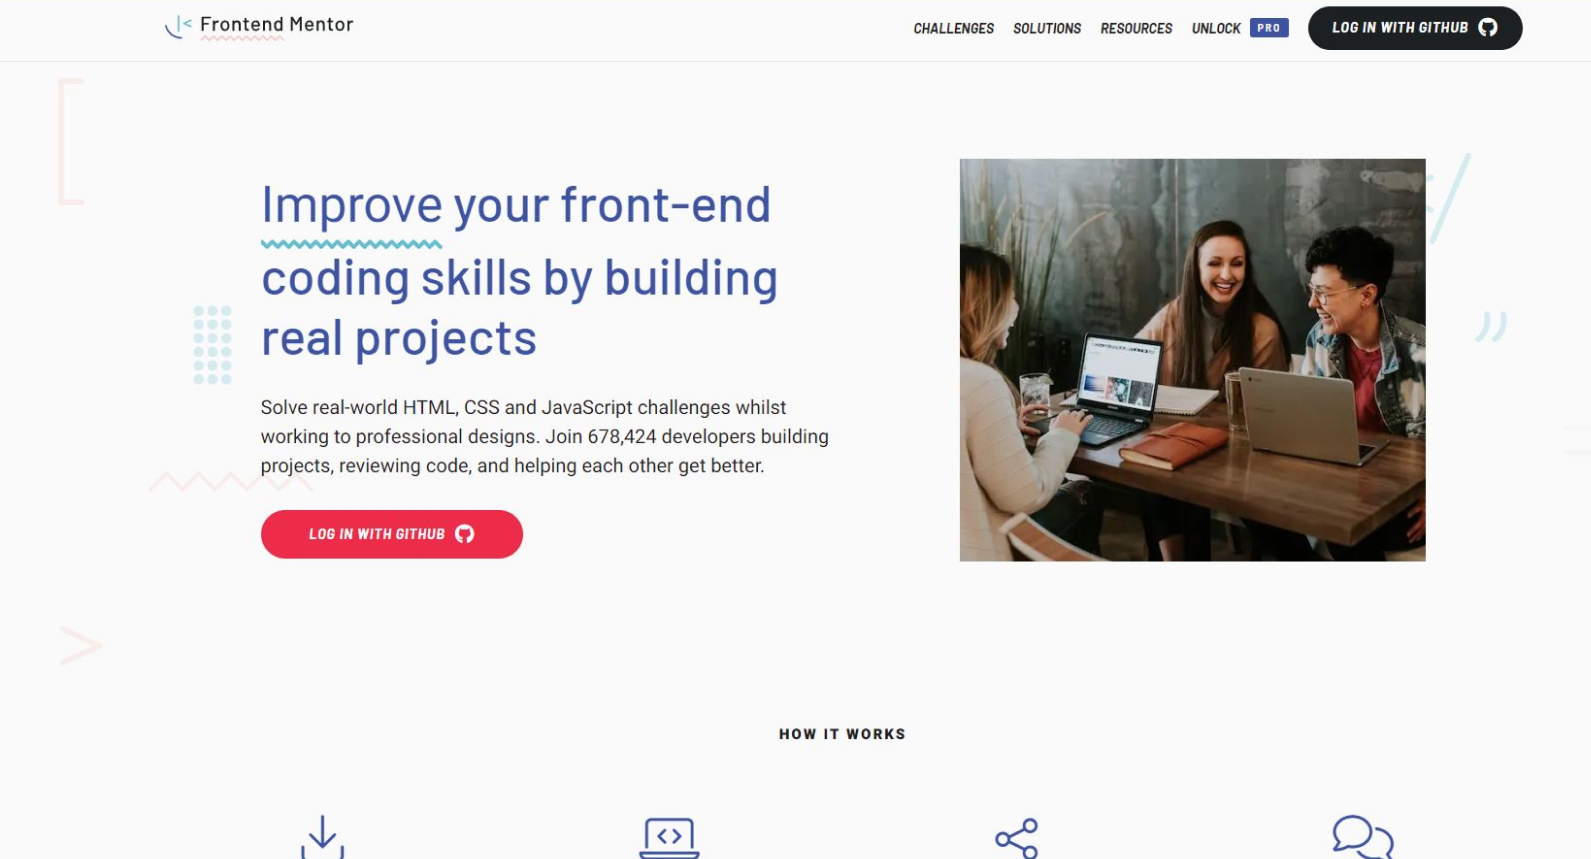 Frontend Mentor
CHALLENGES SOLUTIONS RESOURCES UNLOCK PRO LOG IN WITH GITHUB
Improve your front-end
coding skills by building
real projects
Solve real-world HTML, CSS and JavaScript challenges whilst
working to professional designs. Join 678,424 developers building
projects, reviewing code, and helping each other get better.
LOG IN WITH GITHUB
HOW IT WORKS